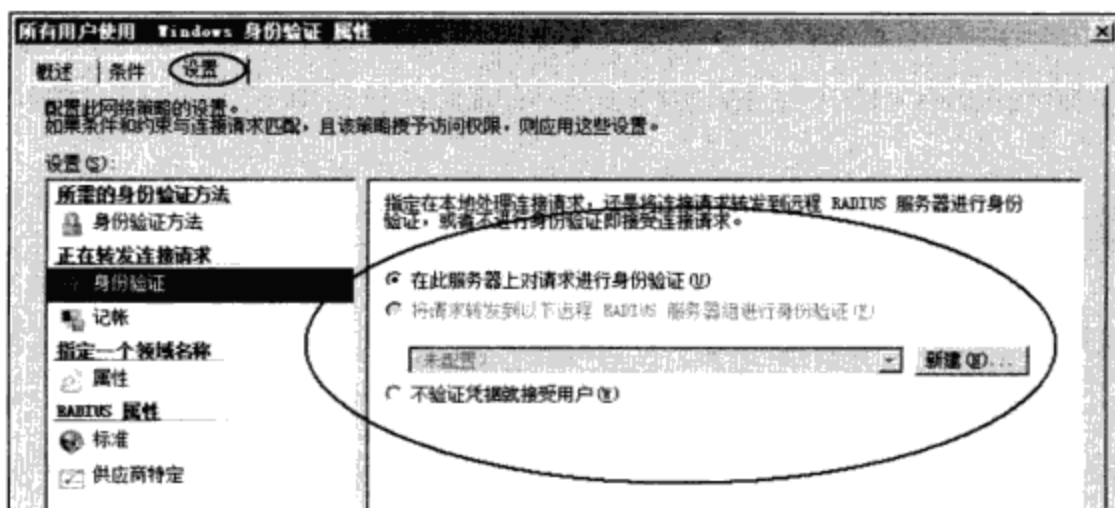 所有用户使用 Windows 身份验证 属性
概述 条件 设置
配置此网络策略的设置。
如果条件和约束与连接请求匹配，且该策略授予访问权限，则应用这些设置。
设置(S):
所需的身份验证方法
身份验证方法
正在转发连接请求
身份验证
记帐
指定一个领域名称
属性
RADIUS 属性
标准
供应商特定
指定在本地处理连接请求，还是将连接请求转发到远程 RADIUS 服务器进行身份
验证，或者不进行身份验证即接受连接请求。
在此服务器上对请求进行身份验证(U)
将请求转发到以下远程 RADIUS 服务器组进行身份验证(E)
(未配置)
新建(N)...
不验证凭据就接受用户(W)